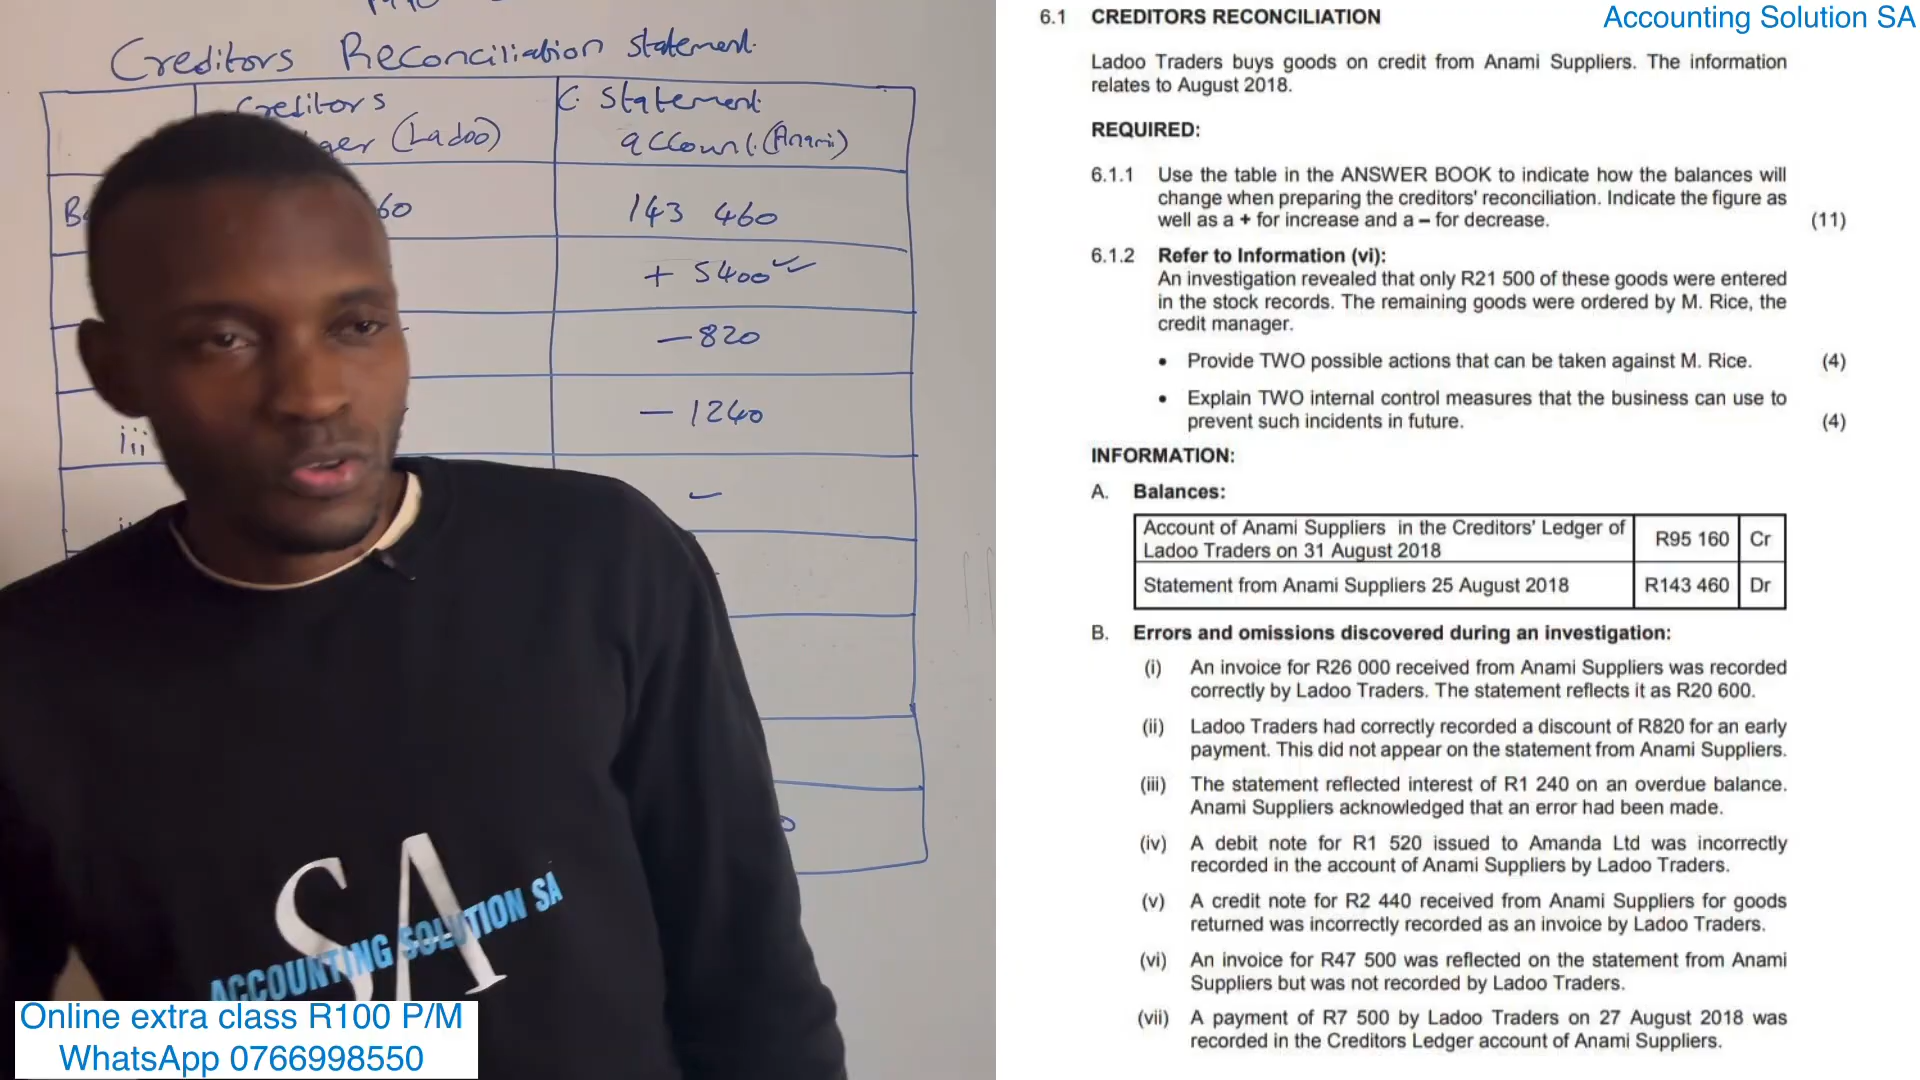 Creditors Reconciliation statement.
Creditors
(Ladoo)
C. Statement
account (Anami)
143 460
+ 5400
– 820
iii
– 1240
SA
ACCOUNTING SOLUTION SA
Online extra class R100 P/M
WhatsApp 0766998550
Accounting Solution SA
6.1 CREDITORS RECONCILIATION
Ladoo Traders buys goods on credit from Anami Suppliers. The information
relates to August 2018.
REQUIRED:
6.1.1 Use the table in the ANSWER BOOK to indicate how the balances will
change when preparing the creditors' reconciliation. Indicate the figure as
well as a + for increase and a – for decrease. (11)
6.1.2 Refer to Information (vi):
An investigation revealed that only R21 500 of these goods were entered
in the stock records. The remaining goods were ordered by M. Rice, the
credit manager.
• Provide TWO possible actions that can be taken against M. Rice. (4)
• Explain TWO internal control measures that the business can use to
prevent such incidents in future. (4)
INFORMATION:
A. Balances:
Account of Anami Suppliers in the Creditors' Ledger of
Ladoo Traders on 31 August 2018 R95 160 Cr
Statement from Anami Suppliers 25 August 2018 R143 460 Dr
B. Errors and omissions discovered during an investigation:
(i) An invoice for R26 000 received from Anami Suppliers was recorded
correctly by Ladoo Traders. The statement reflects it as R20 600.
(ii) Ladoo Traders had correctly recorded a discount of R820 for an early
payment. This did not appear on the statement from Anami Suppliers.
(iii) The statement reflected interest of R1 240 on an overdue balance.
Anami Suppliers acknowledged that an error had been made.
(iv) A debit note for R1 520 issued to Amanda Ltd was incorrectly
recorded in the account of Anami Suppliers by Ladoo Traders.
(v) A credit note for R2 440 received from Anami Suppliers for goods
returned was incorrectly recorded as an invoice by Ladoo Traders.
(vi) An invoice for R47 500 was reflected on the statement from Anami
Suppliers but was not recorded by Ladoo Traders.
(vii) A payment of R7 500 by Ladoo Traders on 27 August 2018 was
recorded in the Creditors Ledger account of Anami Suppliers.